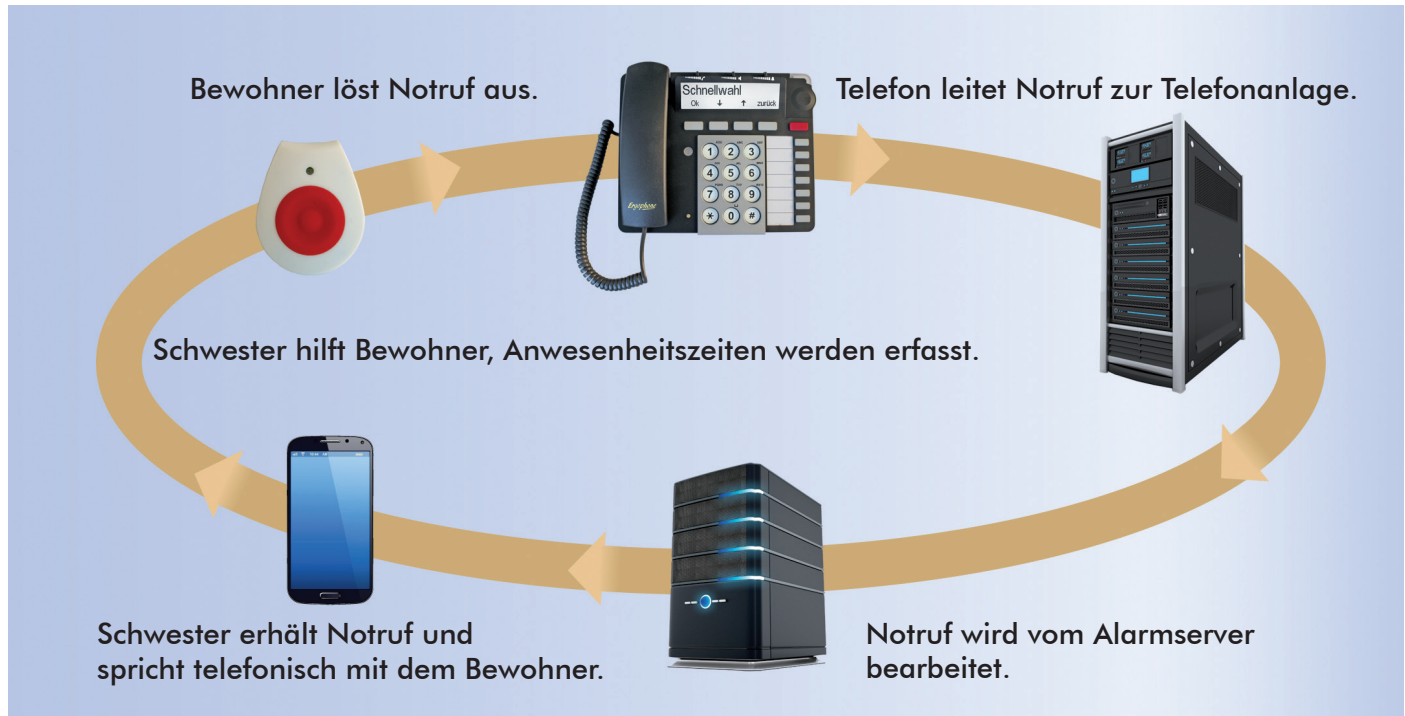 Bewohner löst Notruf aus.
Schnellwahl
Ok ↓ ↑ zurück
Telefon leitet Notruf zur Telefonanlage.
1 2 3
4 5 6
7 8 9
* 0 #
Ergophone
Schwester hilft Bewohner, Anwesenheitszeiten werden erfasst.
Schwester erhält Notruf und
spricht telefonisch mit dem Bewohner.
Notruf wird vom Alarmserver
bearbeitet.